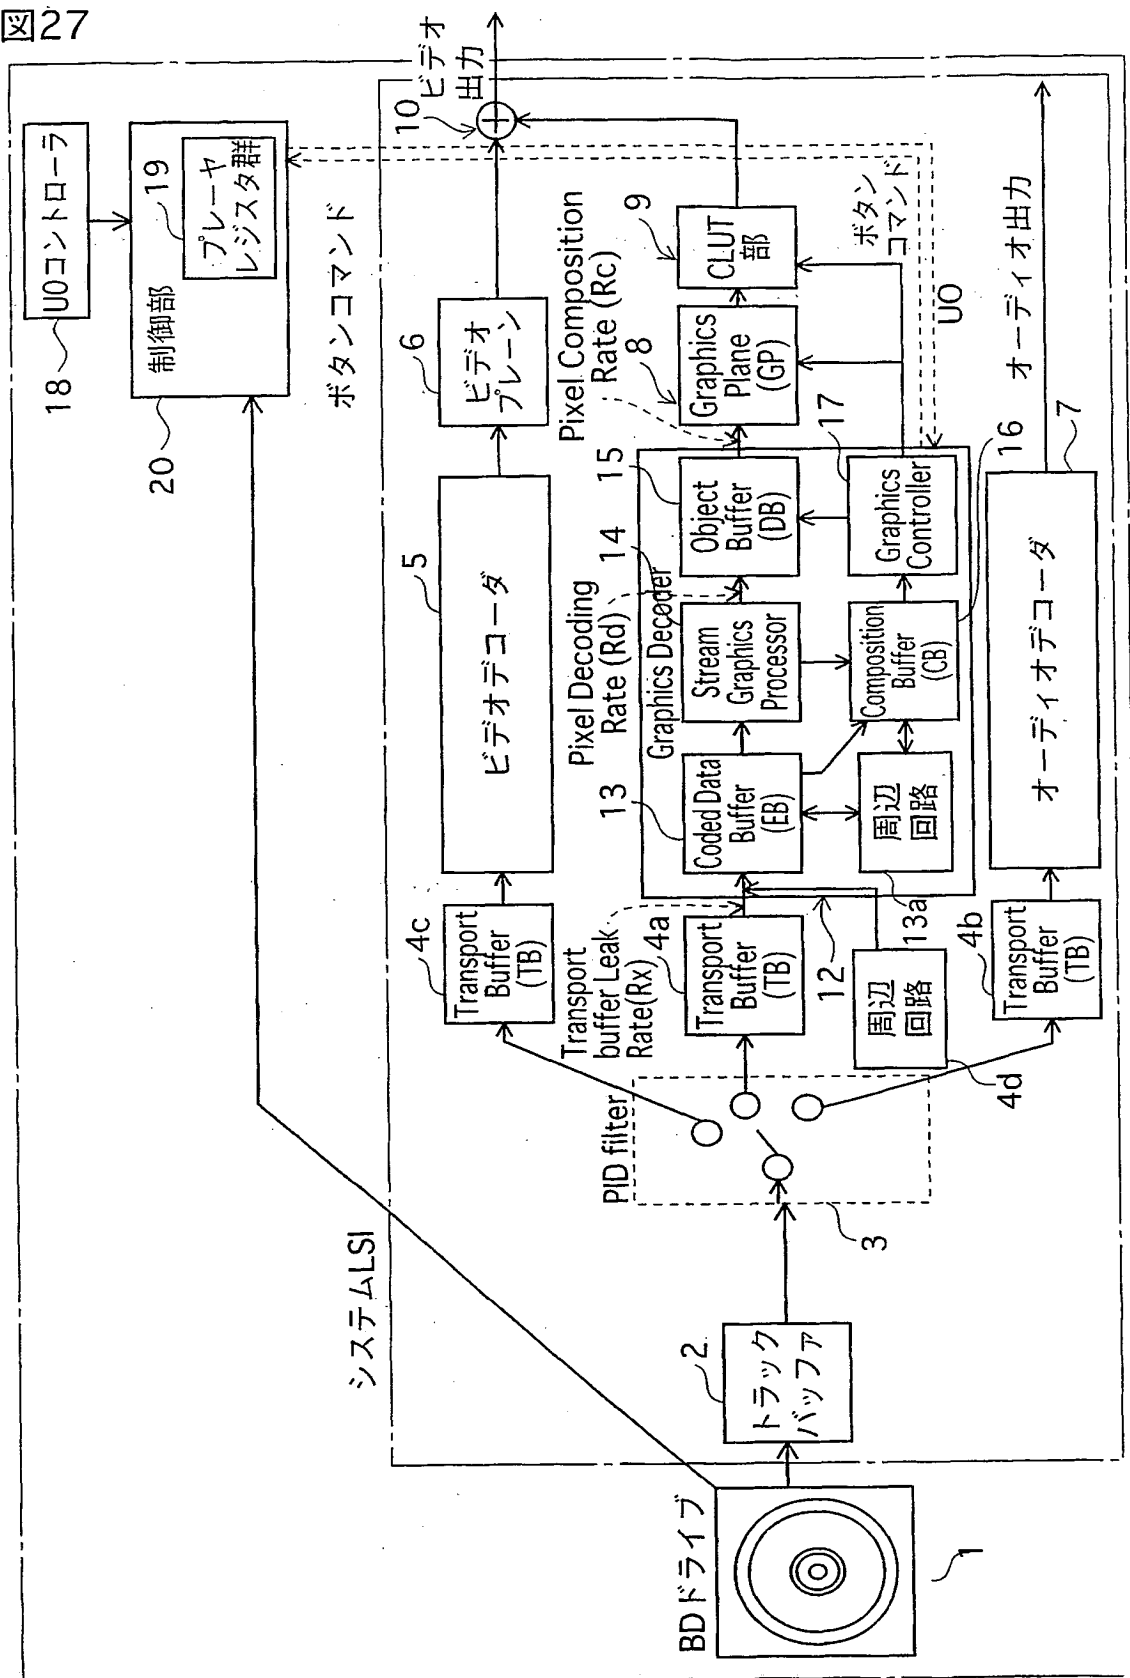 図27
BDドライブ
1
システムLSI
トラック
バッファ
2
PID filter
3
Transport
Buffer
(TB)
4c
Transport
buffer Leak
Rate(Rx)
Transport
Buffer
(TB)
4a
周辺
回路
4d
Transport
Buffer
(TB)
4b
12
ビデオデコーダ
5
Pixel Decoding
Rate (Rd)
Graphics Decoder
Coded Data
Buffer
(EB)
13
周辺
回路
13a
Stream
Graphics
Processor
14
Object
Buffer
(DB)
15
Composition
Buffer
(CB)
16
Graphics
Controller
17
オーディオデコーダ
7
ビデオ
プレーン
6
Pixel Composition
Rate (Rc)
Graphics
Plane
(GP)
8
CLUT
部
9
ボタン
コマンド
UO
10
ビデオ
出力
オーディオ出力
UOコントローラ
18
制御部
プレーヤ
レジスタ群
19
20
ボタンコマンド